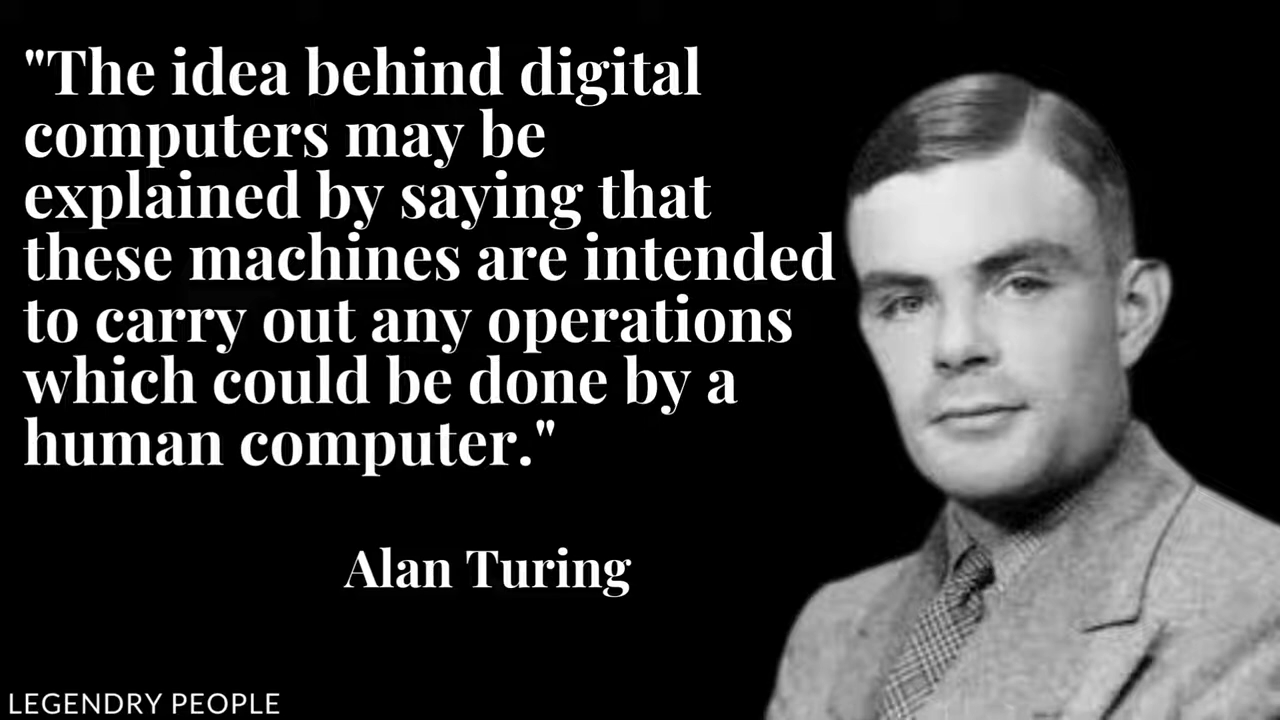 "The idea behind digital
computers may be
explained by saying that
these machines are intended
to carry out any operations
which could be done by a
human computer."
Alan Turing
LEGENDRY PEOPLE